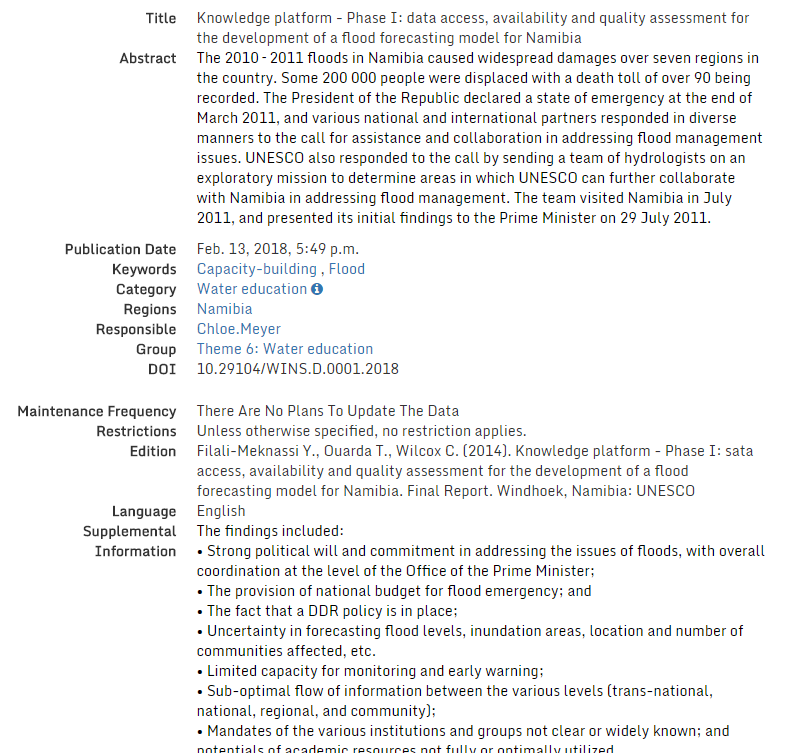 Title Knowledge platform - Phase I: data access, availability and quality assessment for
the development of a flood forecasting model for Namibia
Abstract The 2010 - 2011 floods in Namibia caused widespread damages over seven regions in
the country. Some 200 000 people were displaced with a death toll of over 90 being
recorded. The President of the Republic declared a state of emergency at the end of
March 2011, and various national and international partners responded in diverse
manners to the call for assistance and collaboration in addressing flood management
issues. UNESCO also responded to the call by sending a team of hydrologists on an
exploratory mission to determine areas in which UNESCO can further collaborate
with Namibia in addressing flood management. The team visited Namibia in July
2011, and presented its initial findings to the Prime Minister on 29 July 2011.
Publication Date Feb. 13, 2018, 5:49 p.m.
Keywords Capacity-building , Flood
Category Water education
Regions Namibia
Responsible Chloe.Meyer
Group Theme 6: Water education
DOI 10.29104/WINS.D.0001.2018
Maintenance Frequency There Are No Plans To Update The Data
Restrictions Unless otherwise specified, no restriction applies.
Edition Filali-Meknassi Y., Ouarda T., Wilcox C. (2014). Knowledge platform - Phase I: sata
access, availability and quality assessment for the development of a flood
forecasting model for Namibia. Final Report. Windhoek, Namibia: UNESCO
Language English
Supplemental The findings included:
Information • Strong political will and commitment in addressing the issues of floods, with overall
coordination at the level of the Office of the Prime Minister;
• The provision of national budget for flood emergency; and
• The fact that a DDR policy is in place;
• Uncertainty in forecasting flood levels, inundation areas, location and number of
communities affected, etc.
• Limited capacity for monitoring and early warning;
• Sub-optimal flow of information between the various levels (trans-national,
national, regional, and community);
• Mandates of the various institutions and groups not clear or widely known; and
potentials of academic resources not fully or optimally utilized